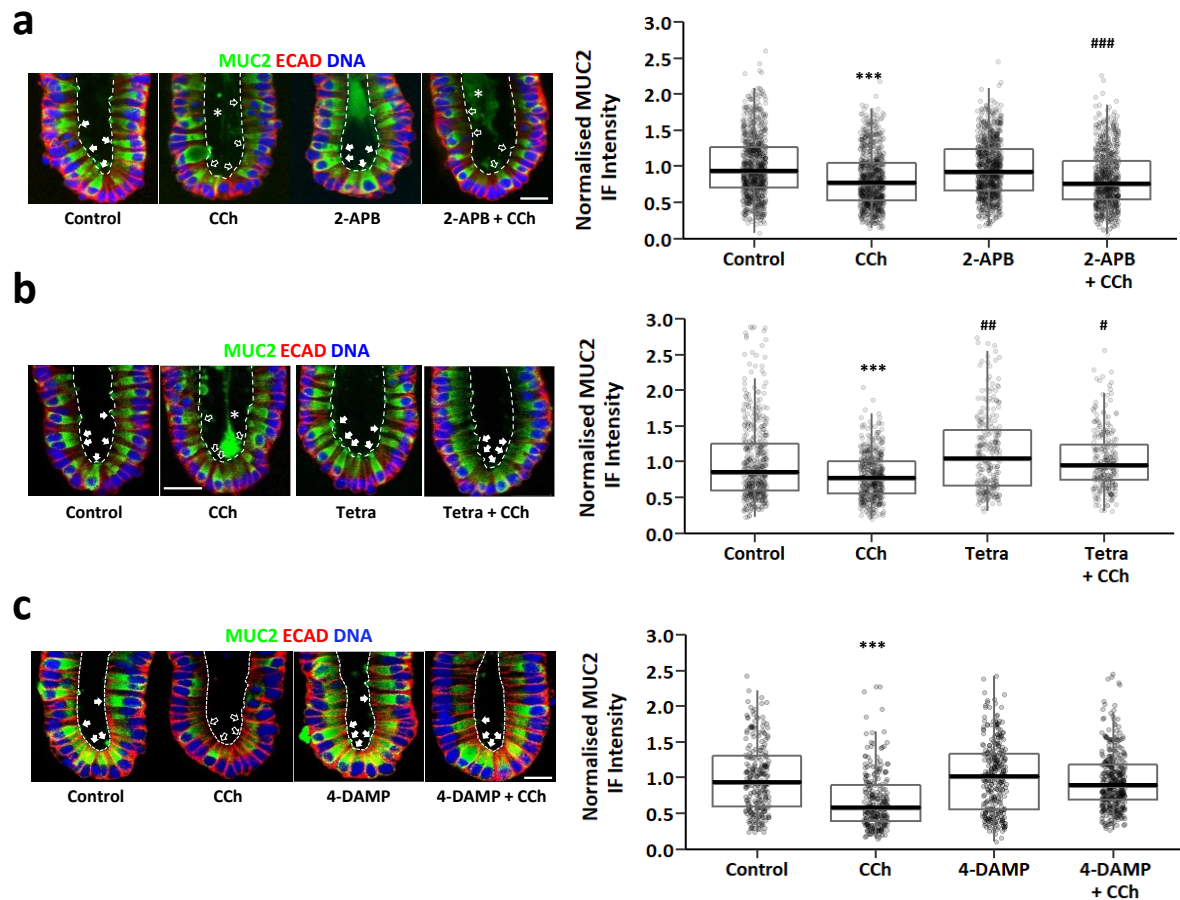 a
MUC2 ECAD DNA
* *
Control CCh 2-APB 2-APB + CCh
Normalised MUC2
IF Intensity
3.0
2.5
2.0
1.5
1.0
0.5
0.0
***
###
Control CCh 2-APB 2-APB
+ CCh
b
MUC2 ECAD DNA
*
Control CCh Tetra Tetra + CCh
Normalised MUC2
IF Intensity
3.0
2.5
2.0
1.5
1.0
0.5
0.0
***
## #
Control CCh Tetra Tetra
+ CCh
c
MUC2 ECAD DNA
Control CCh 4-DAMP 4-DAMP + CCh
Normalised MUC2
IF Intensity
3.0
2.5
2.0
1.5
1.0
0.5
0.0
***
Control CCh 4-DAMP 4-DAMP
+ CCh